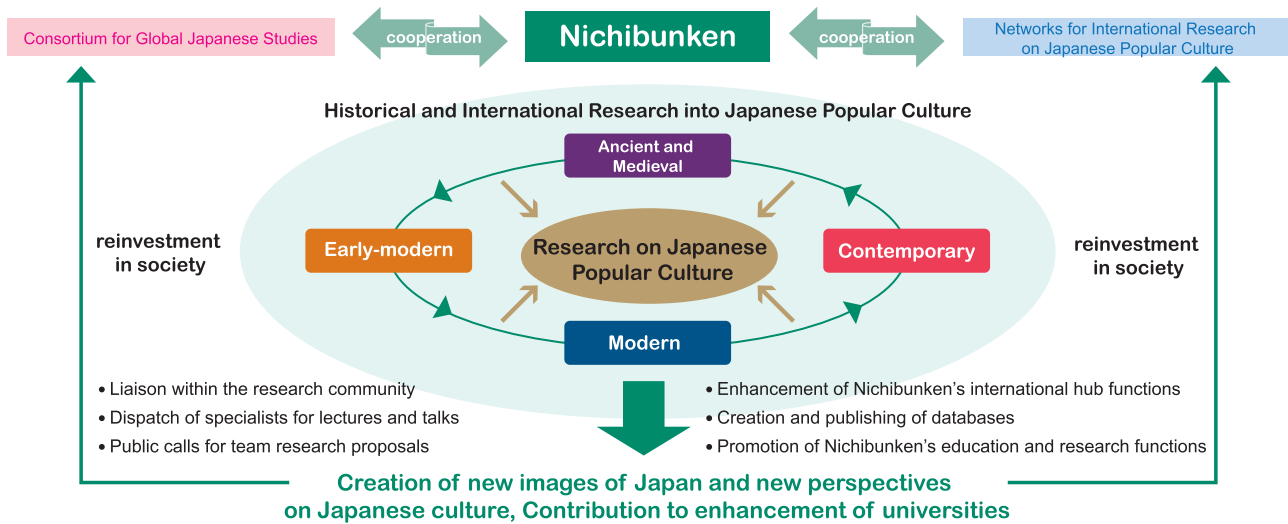 Consortium for Global Japanese Studies
cooperation
Nichibunken
cooperation
Networks for International Research
on Japanese Popular Culture
Historical and International Research into Japanese Popular Culture
Ancient and
Medieval
Early-modern
Research on Japanese
Popular Culture
Contemporary
Modern
reinvestment
in society
reinvestment
in society
• Liaison within the research community
• Dispatch of specialists for lectures and talks
• Public calls for team research proposals
• Enhancement of Nichibunken's international hub functions
• Creation and publishing of databases
• Promotion of Nichibunken's education and research functions
Creation of new images of Japan and new perspectives
on Japanese culture, Contribution to enhancement of universities